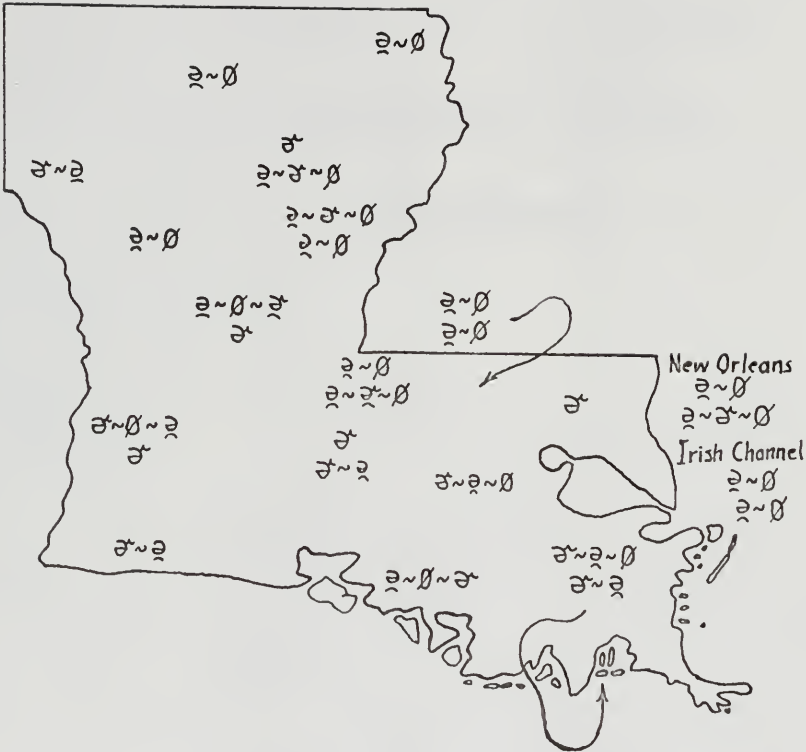 ə̯~Ø
ə̯~Ø
ɚ̯
ə̯~ɚ̯~Ø
ɚ̯~ə̯
ə̯~ɚ̯~Ø
ə̯~Ø
ə̯~Ø
ə̯~Ø~ɚ̯
ɚ̯
ə̯~Ø
ə̯~Ø
ə̯~Ø
ə̯~ɚ̯~Ø
ɚ̯
New Orleans
ə̯~Ø
ə̯~ɚ̯~Ø
Irish Channel
ə̯~Ø
ə̯~Ø
ɚ̯~Ø~ə̯
ɚ̯
ɚ̯
ɚ̯~ə̯
ɚ̯~ə̯~Ø
ɚ̯~ə̯
ə̯~Ø~ɚ̯
ɚ̯~ə̯~Ø
ɚ̯~ə̯